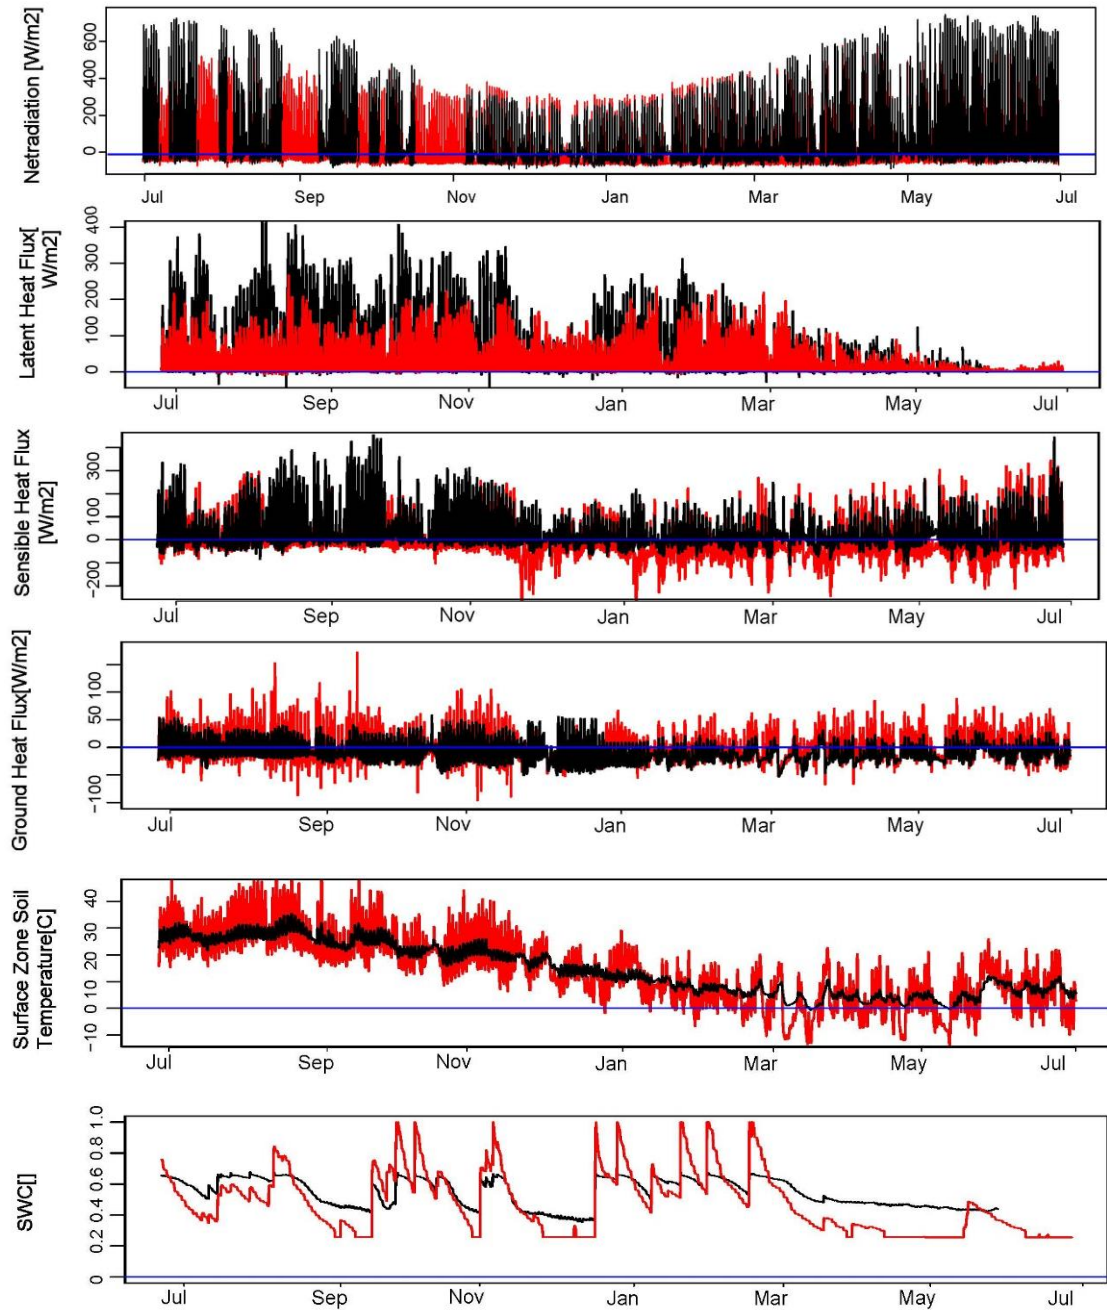 Netradiation [W/m2]
600
400
200
0
Jul Sep Nov Jan Mar May Jul
Latent Heat Flux[
W/m2]
400
300
200
100
0
Jul Sep Nov Jan Mar May Jul
Sensible Heat Flux
[W/m2]
300
100
0
-200
Jul Sep Nov Jan Mar May Jul
Ground Heat Flux[W/m2]
100
50
0
-100
Jul Sep Nov Jan Mar May Jul
Surface Zone Soil
Temperature[C]
40
30
20
10
0
-10
Jul Sep Nov Jan Mar May Jul
SWC[]
1.0
0.8
0.6
0.4
0.2
0
Jul Sep Nov Jan Mar May Jul